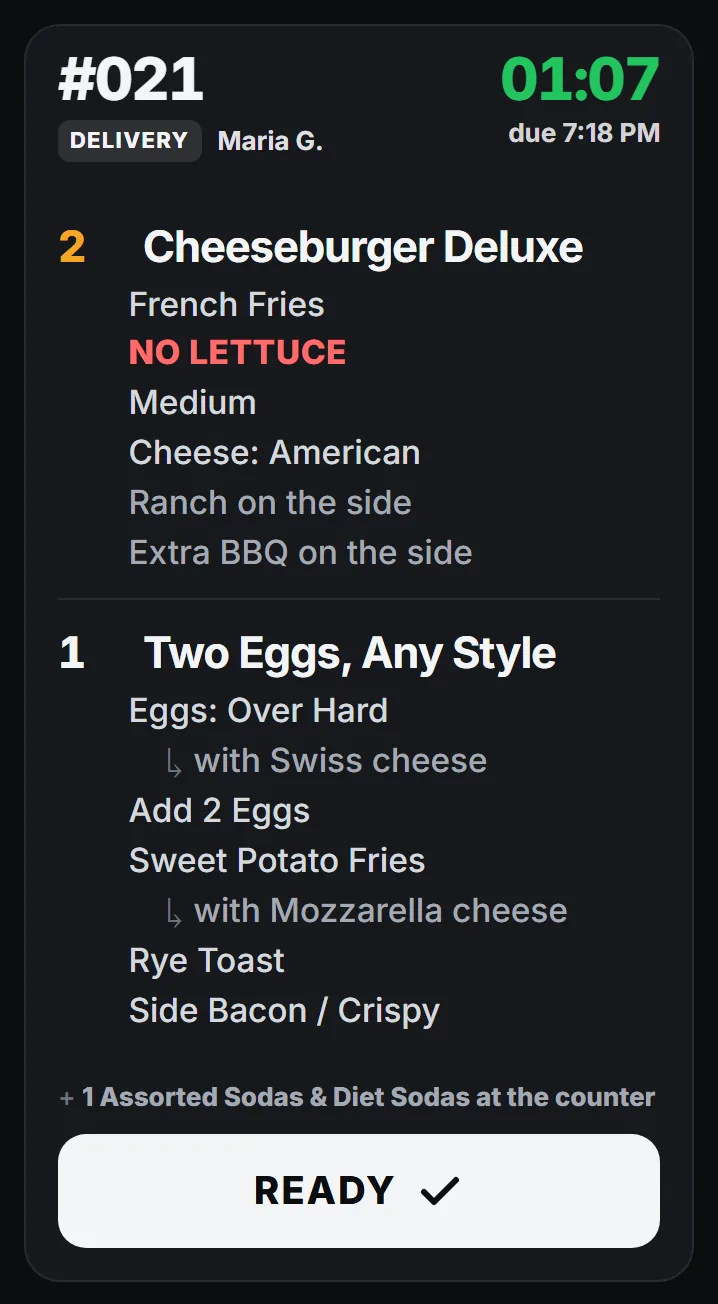 #021
01:07
DELIVERY Maria G.
due 7:18 PM
2 Cheeseburger Deluxe
French Fries
NO LETTUCE
Medium
Cheese: American
Ranch on the side
Extra BBQ on the side
1 Two Eggs, Any Style
Eggs: Over Hard
↳ with Swiss cheese
Add 2 Eggs
Sweet Potato Fries
↳ with Mozzarella cheese
Rye Toast
Side Bacon / Crispy
+ 1 Assorted Sodas & Diet Sodas at the counter
READY ✓